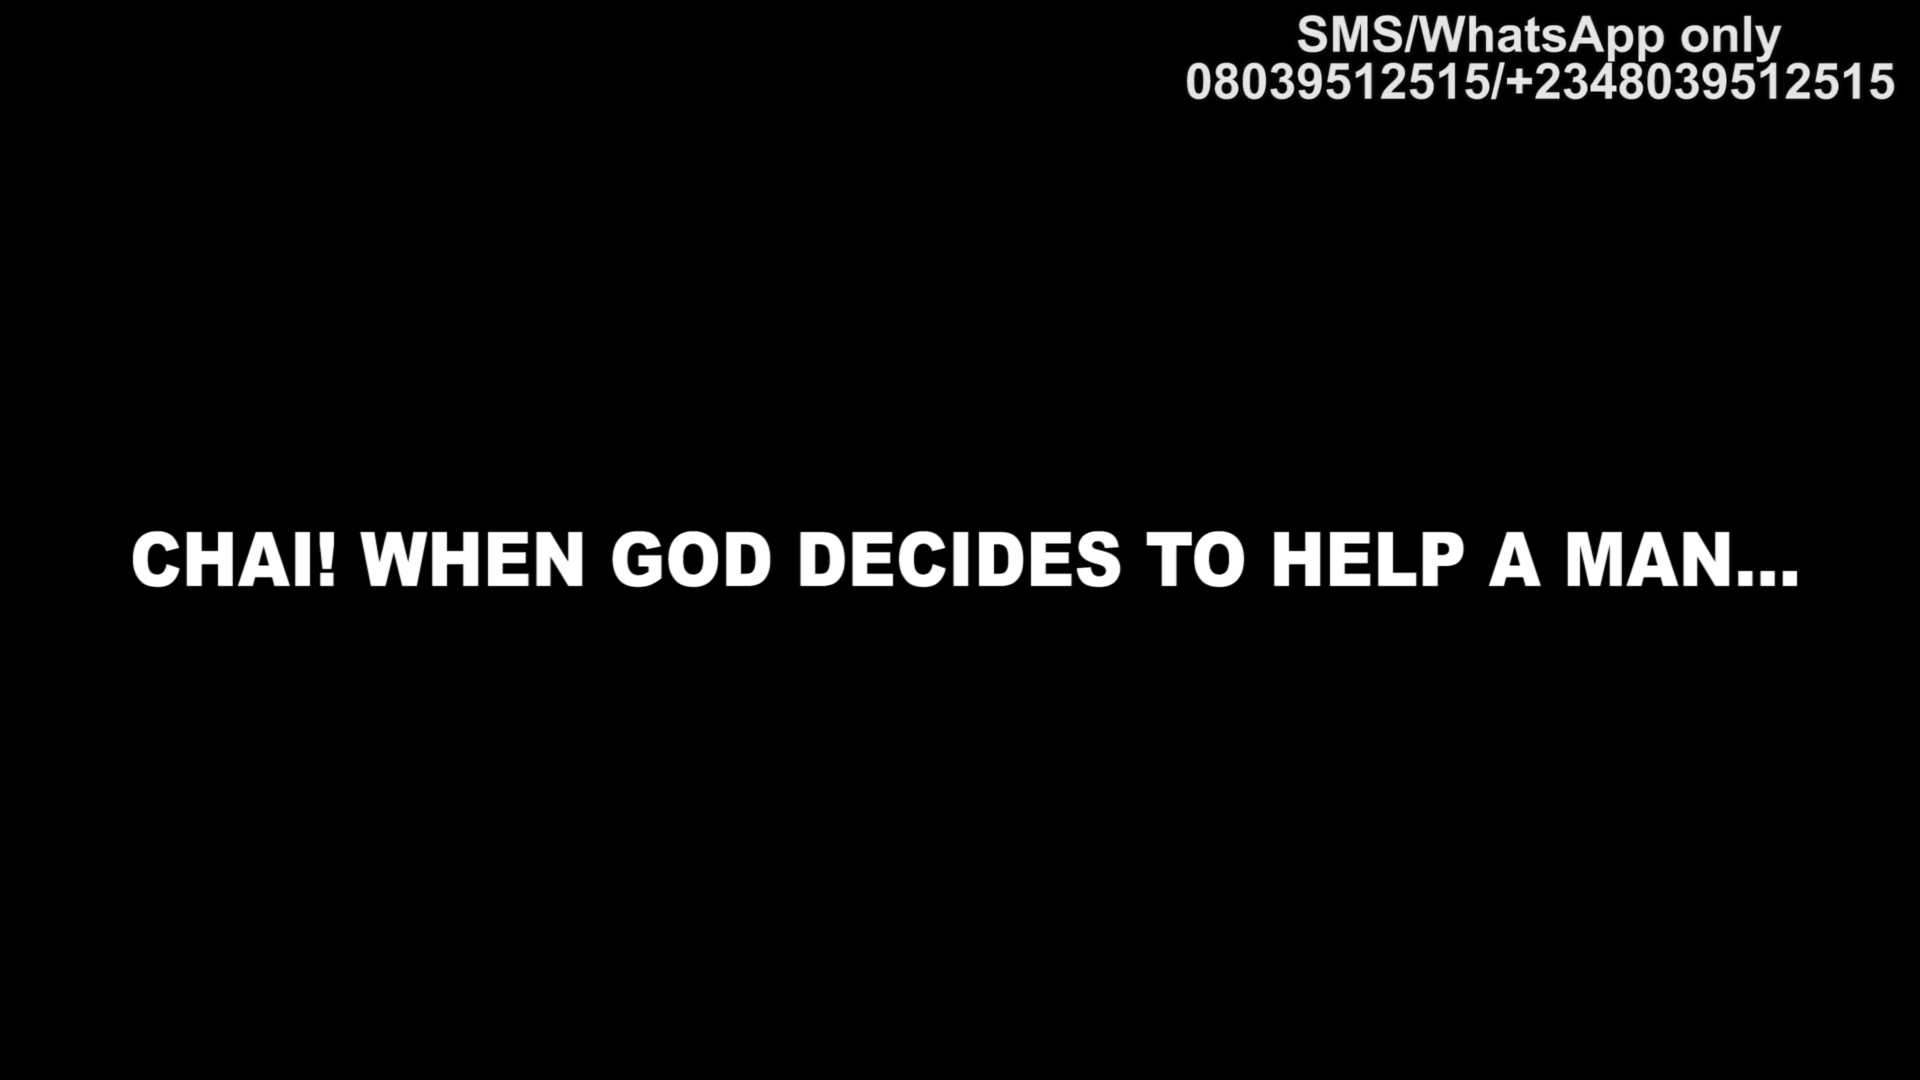 SMS/WhatsApp only
08039512515/+2348039512515
CHAI! WHEN GOD DECIDES TO HELP A MAN...